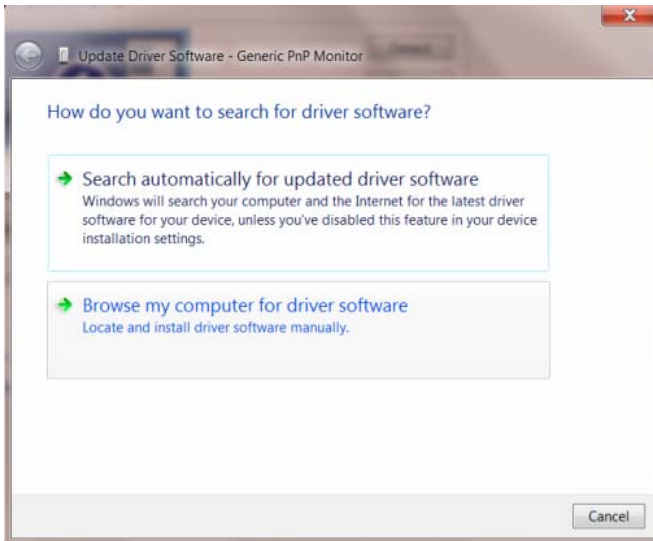 Update Driver Software - Generic PnP Monitor
How do you want to search for driver software?
Search automatically for updated driver software
Windows will search your computer and the Internet for the latest driver
software for your device, unless you've disabled this feature in your device
installation settings.
Browse my computer for driver software
Locate and install driver software manually.
Cancel